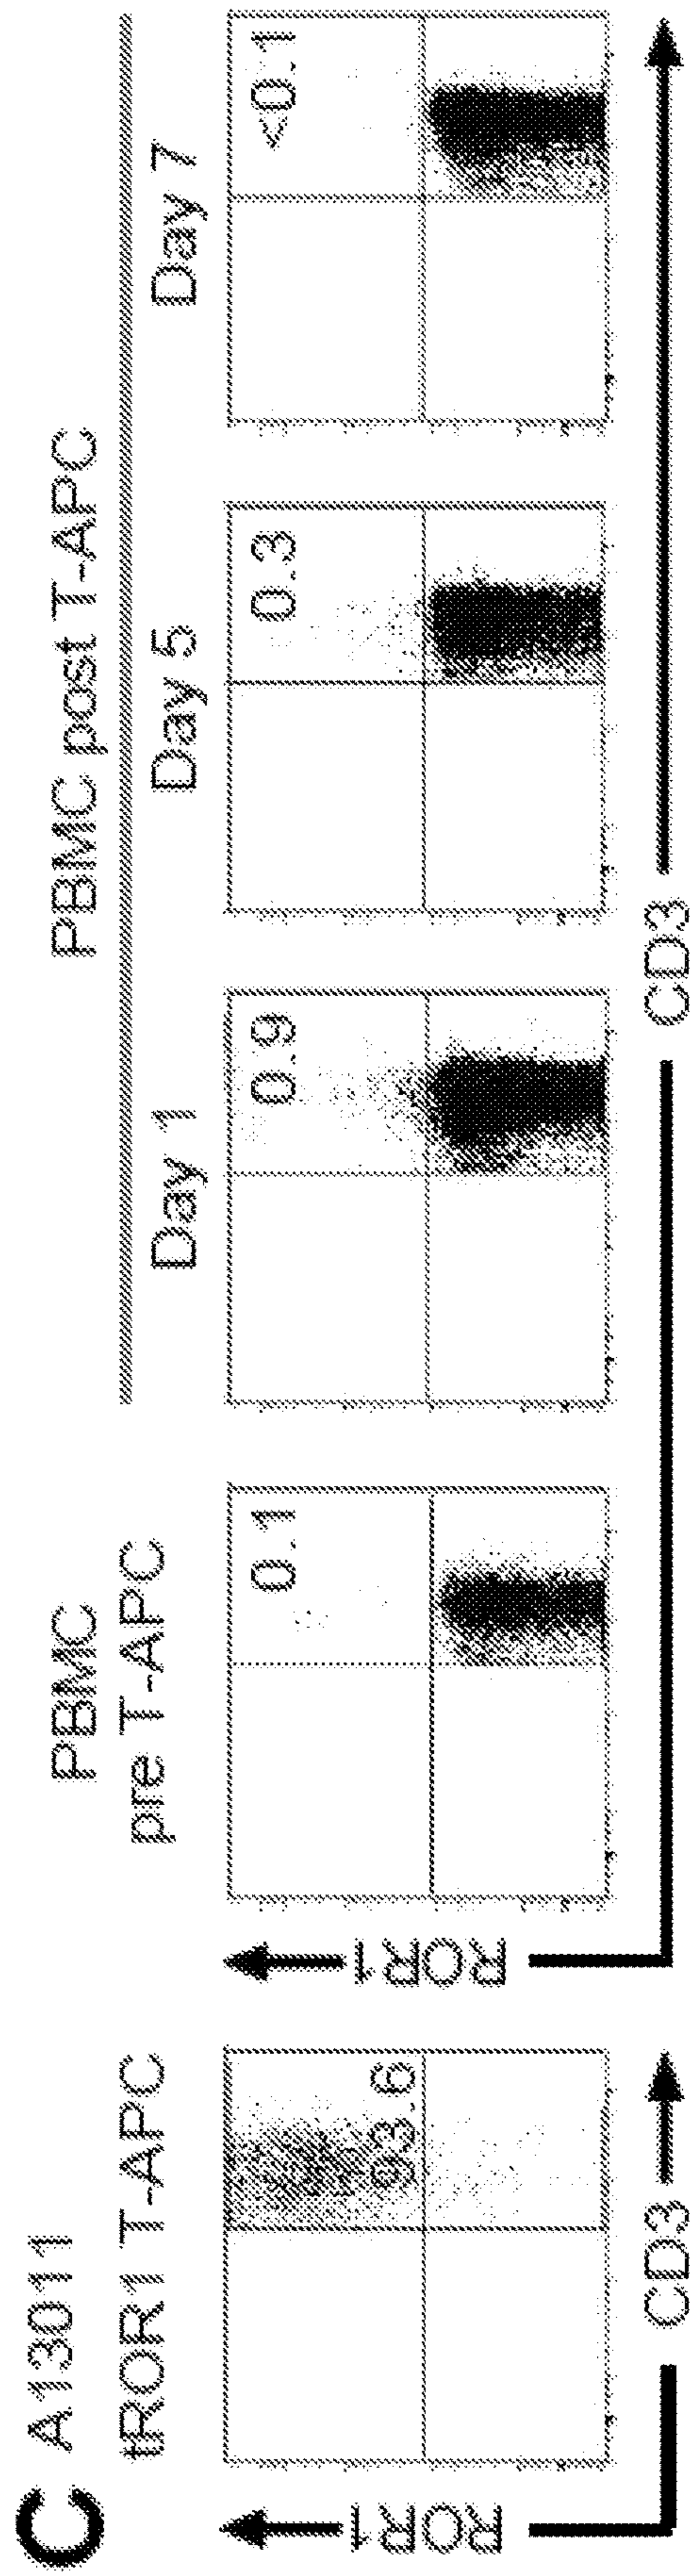 C A13011
tROR1 T-APC
93.6
ROR1
CD3
PBMC
pre T-APC
PBMC post T-APC
Day 1
Day 5
Day 7
0.1
0.9
0.3
<0.1
ROR1
CD3